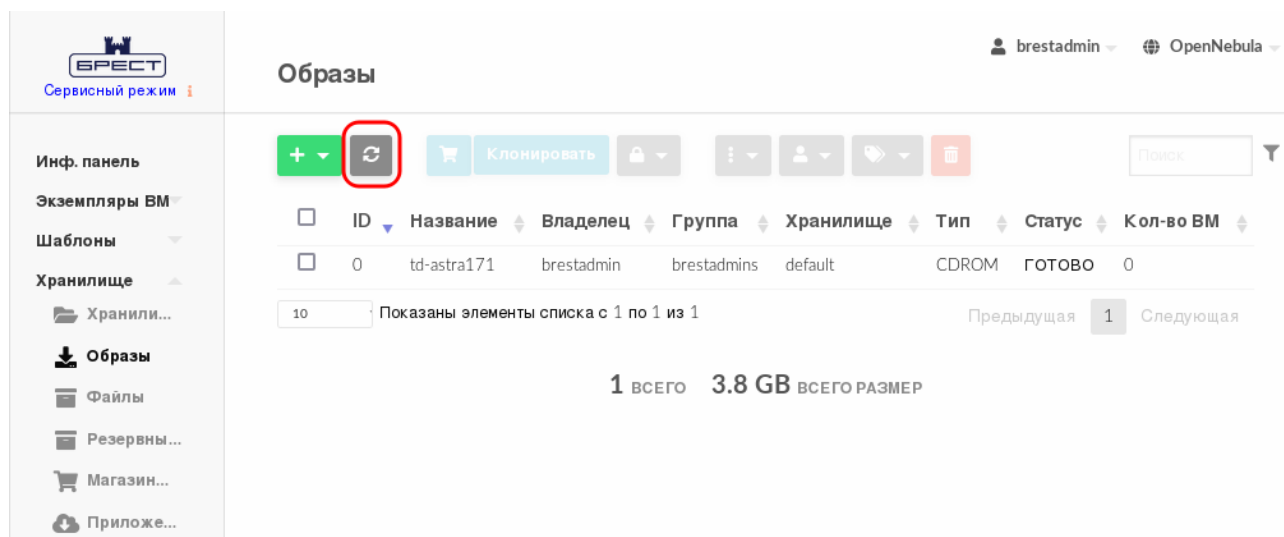 БРЕСТ
Сервисный режим i
Образы
brestadmin
OpenNebula
Инф. панель
Экземпляры ВМ
Шаблоны
Хранилище
Хранили...
Образы
Файлы
Резервны...
Магазин...
Приложе...
+ Клонировать Поиск
ID Название Владелец Группа Хранилище Тип Статус Кол-во ВМ
0 td-astra171 brestadmin brestadmins default CDROM ГОТОВО 0
10 Показаны элементы списка с 1 по 1 из 1 Предыдущая 1 Следующая
1 ВСЕГО 3.8 GB ВСЕГО РАЗМЕР